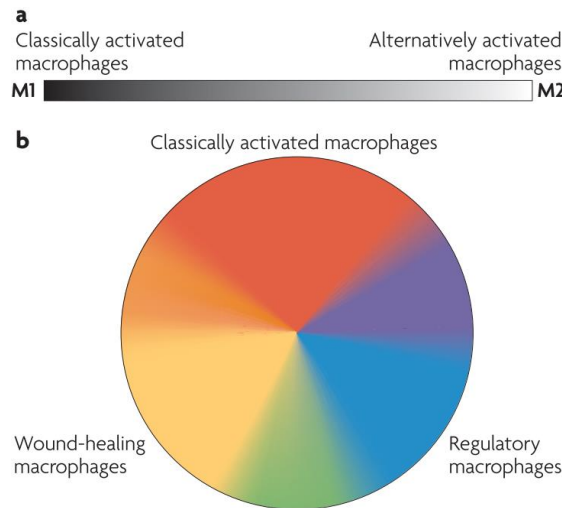 a
Classically activated
macrophages
Alternatively activated
macrophages
M1
M2
b
Classically activated macrophages
Wound-healing
macrophages
Regulatory
macrophages